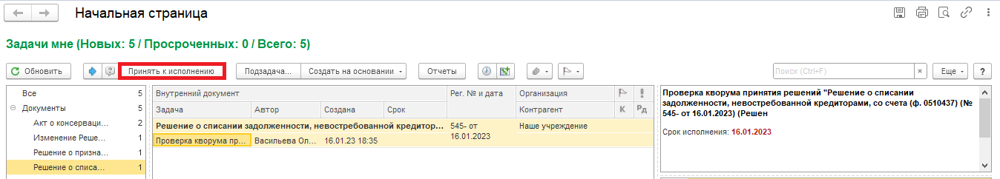 Начальная страница
Задачи мне (Новых: 5 / Просроченных: 0 / Всего: 5)
Обновить Принять к исполнению Подзадача... Создать на основании Отчеты Поиск (Ctrl+F) × Еще ?
Все 5
Документы 5
Акт о консерваци... 2
Изменение Реше... 1
Решение о призна... 1
Решение о списа... 1
Внутренний документ Рег. № и дата Организация
Задача Автор Создана Срок Контрагент К Рд
Решение о списании задолженности, невостребованной кредитор... 545- от 16.01.2023 Наше учреждение
Проверка кворума пр... Васильева Ол... 16.01.23 18:35
Проверка кворума принятия решений "Решение о списании
задолженности, невостребованной кредиторами, со счета (ф. 0510437) (№
545- от 16.01.2023) (Решен
Срок исполнения: 16.01.2023